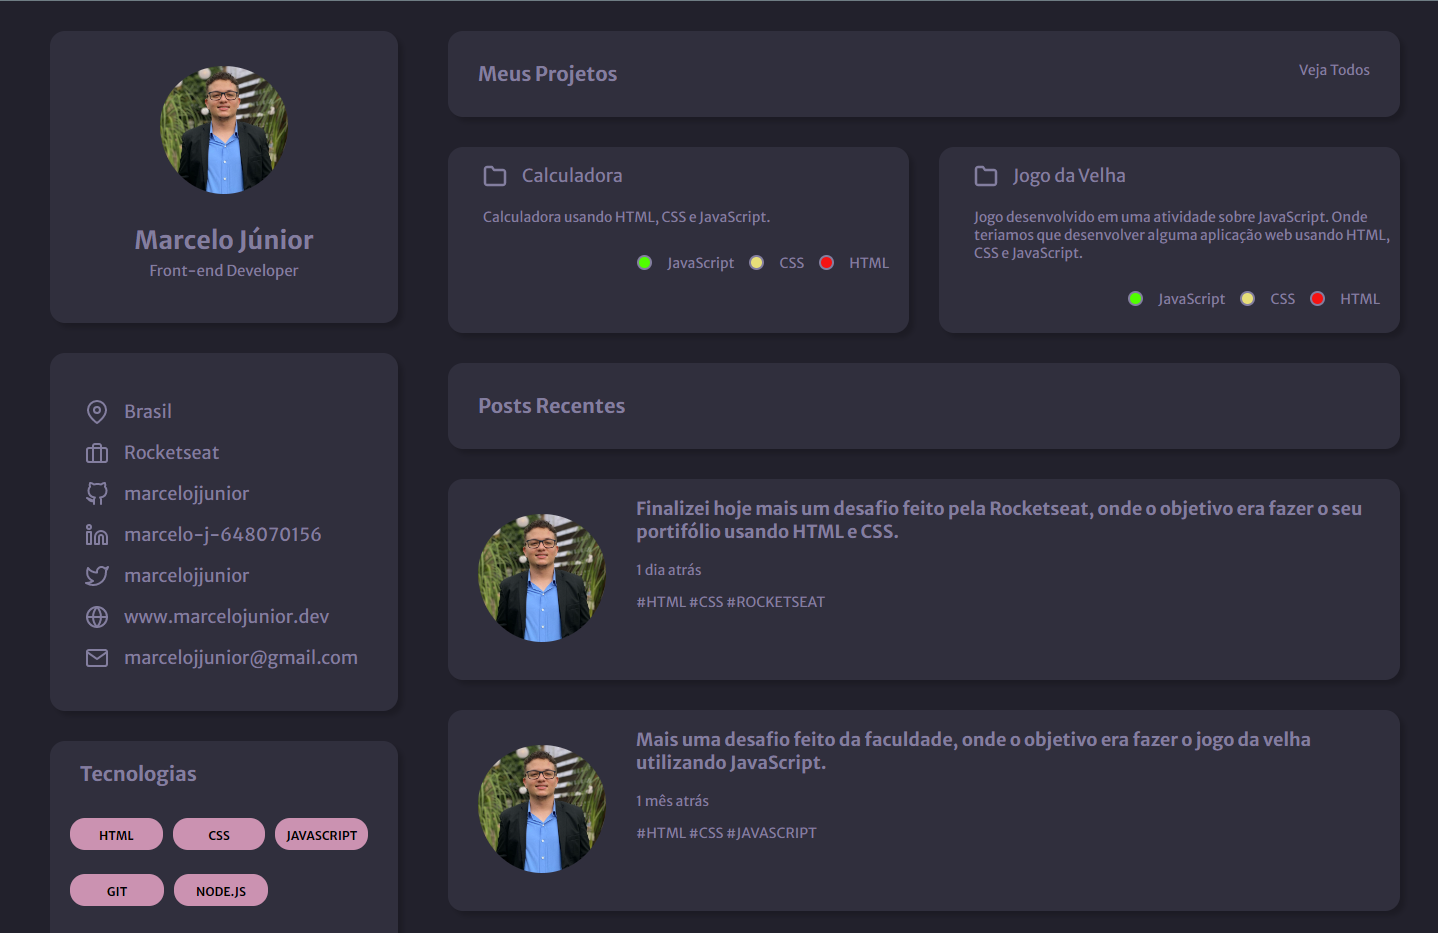 Marcelo Júnior
Front-end Developer
Brasil
Rocketseat
marcelojjunior
marcelo-j-648070156
marcelojjunior
www.marcelojunior.dev
marcelojjunior@gmail.com
Tecnologias
HTML CSS JAVASCRIPT
GIT NODE.JS
Meus Projetos
Veja Todos
Calculadora
Calculadora usando HTML, CSS e JavaScript.
JavaScript CSS HTML
Jogo da Velha
Jogo desenvolvido em uma atividade sobre JavaScript. Onde
teriamos que desenvolver alguma aplicação web usando HTML,
CSS e JavaScript.
JavaScript CSS HTML
Posts Recentes
Finalizei hoje mais um desafio feito pela Rocketseat, onde o objetivo era fazer o seu
portifólio usando HTML e CSS.
1 dia atrás
#HTML #CSS #ROCKETSEAT
Mais uma desafio feito da faculdade, onde o objetivo era fazer o jogo da velha
utilizando JavaScript.
1 mês atrás
#HTML #CSS #JAVASCRIPT